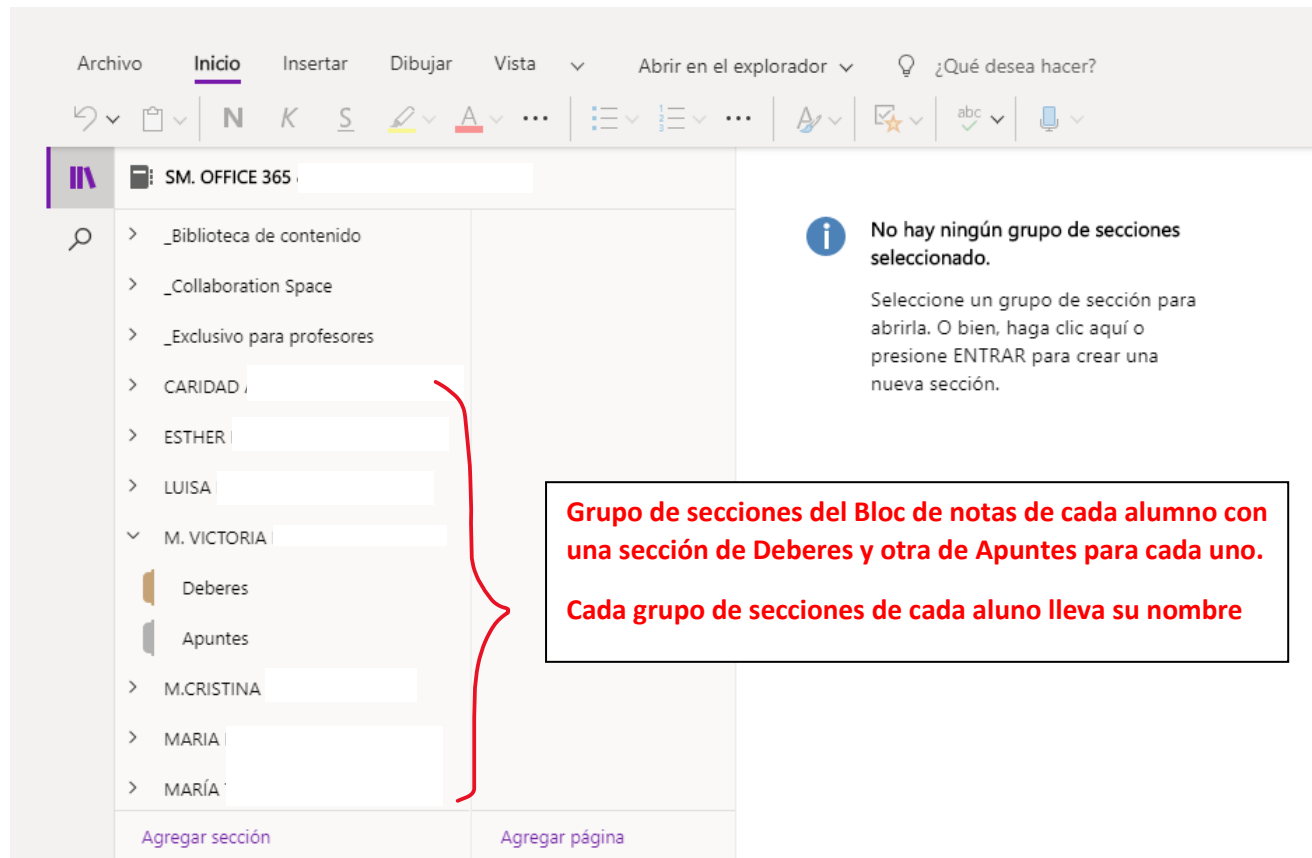 Archivo Inicio Insertar Dibujar Vista Abrir en el explorador ¿Qué desea hacer?
N K S A abc
SM. OFFICE 365
_Biblioteca de contenido
_Collaboration Space
_Exclusivo para profesores
CARIDAD
ESTHER
LUISA
M. VICTORIA
Deberes
Apuntes
M.CRISTINA
MARIA
MARÍA
Agregar sección
Agregar página
No hay ningún grupo de secciones
seleccionado.
Seleccione un grupo de sección para
abrirla. O bien, haga clic aquí o
presione ENTRAR para crear una
nueva sección.
Grupo de secciones del Bloc de notas de cada alumno con
una sección de Deberes y otra de Apuntes para cada uno.
Cada grupo de secciones de cada aluno lleva su nombre